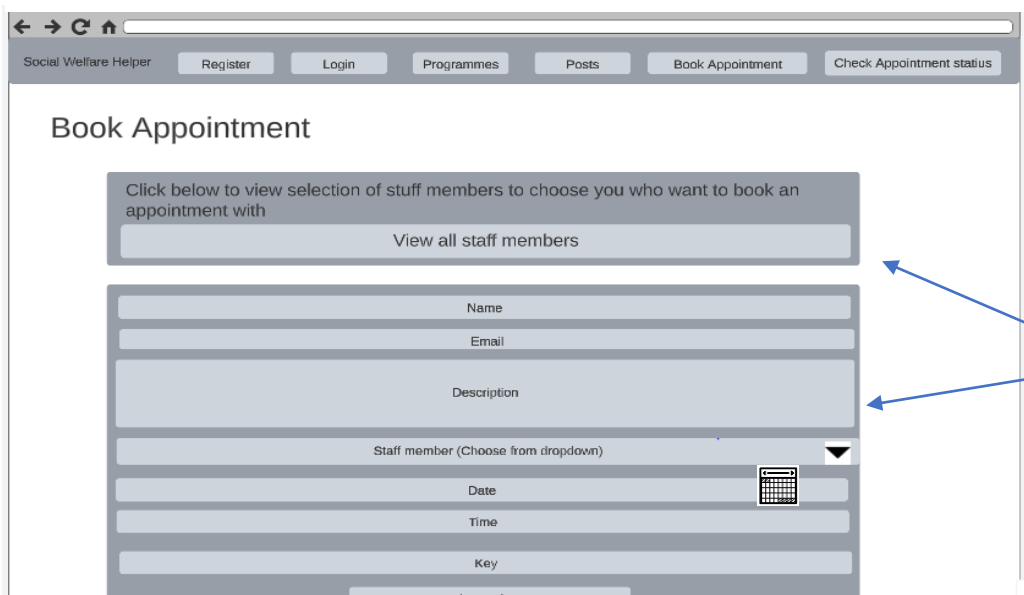 Social Welfare Helper Register Login Programmes Posts Book Appointment Check Appointment statius
Book Appointment
Click below to view selection of stuff members to choose you who want to book an
appointment with
View all staff members
Name
Email
Description
Staff member (Choose from dropdown)
Date
Time
Key